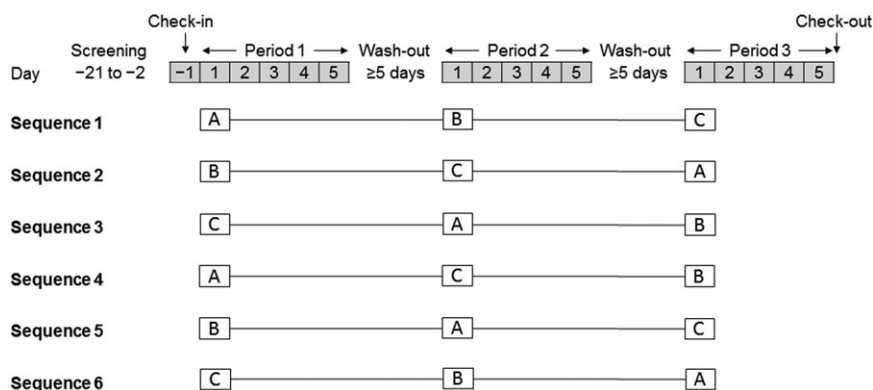 Check-in
Check-out
Screening Period 1 Wash-out Period 2 Wash-out Period 3
Day −21 to −2 −1 1 2 3 4 5 ≥5 days 1 2 3 4 5 ≥5 days 1 2 3 4 5
Sequence 1 A B C
Sequence 2 B C A
Sequence 3 C A B
Sequence 4 A C B
Sequence 5 B A C
Sequence 6 C B A